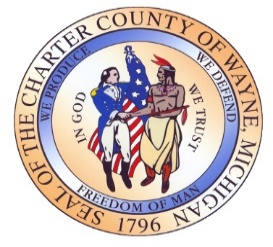 SEAL OF THE CHARTER COUNTY OF WAYNE, MICHIGAN
WE PRODUCE
WE DEFEND
IN GOD
WE TRUST
FREEDOM OF MAN
1796